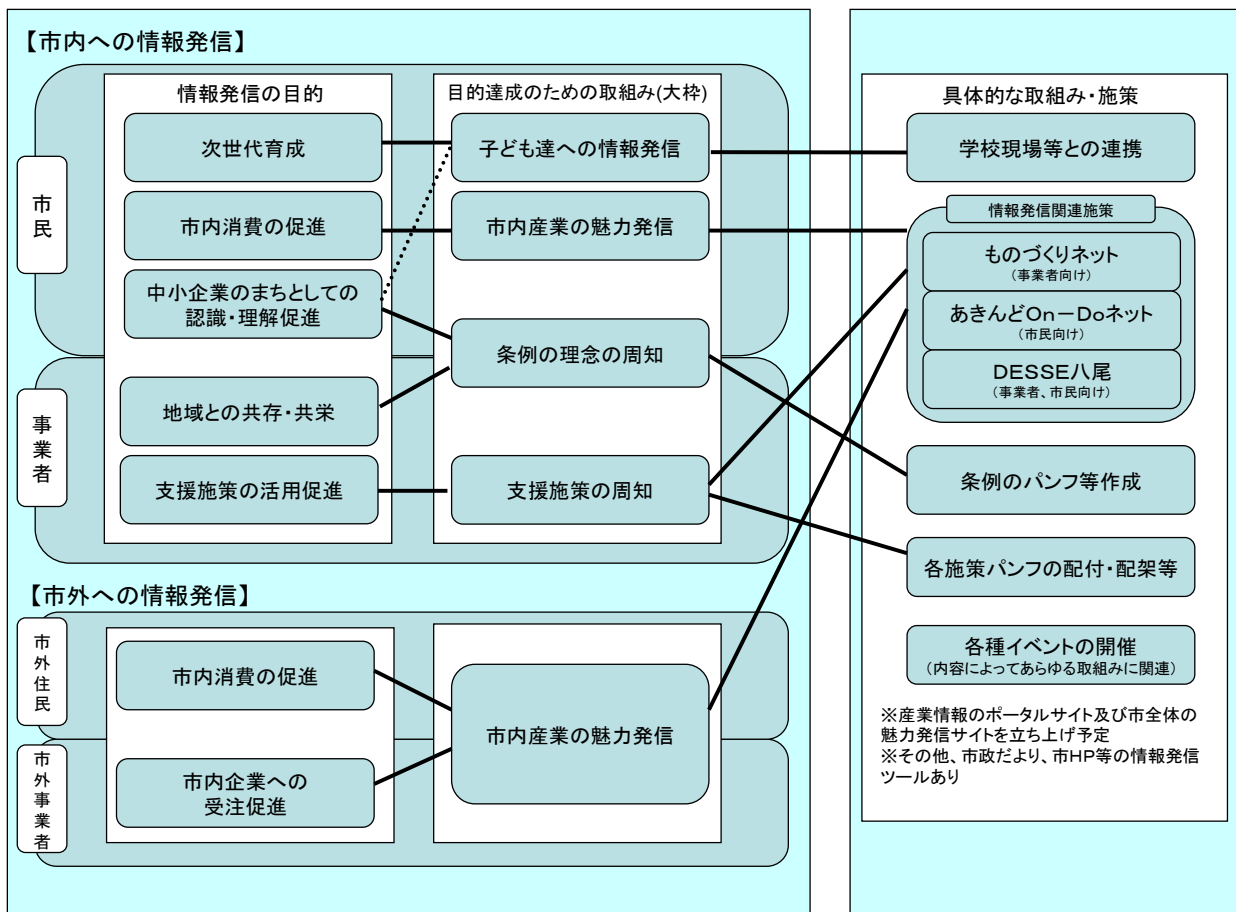 【市内への情報発信】
市民
事業者
情報発信の目的
次世代育成
市内消費の促進
中小企業のまちとしての
認識・理解促進
地域との共存・共栄
支援施策の活用促進
目的達成のための取組み(大枠)
子ども達への情報発信
市内産業の魅力発信
条例の理念の周知
支援施策の周知
【市外への情報発信】
市外住民
市外事業者
市内消費の促進
市内企業への
受注促進
市内産業の魅力発信
具体的な取組み・施策
学校現場等との連携
情報発信関連施策
ものづくりネット
(事業者向け)
あきんどOn-Doネット
(市民向け)
DESSE八尾
(事業者、市民向け)
条例のパンフ等作成
各施策パンフの配付・配架等
各種イベントの開催
(内容によってあらゆる取組みに関連)
※産業情報のポータルサイト及び市全体の
魅力発信サイトを立ち上げ予定
※その他、市政だより、市HP等の情報発信
ツールあり